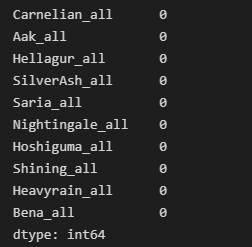 Carnelian_all 0
Aak_all 0
Hellagur_all 0
SilverAsh_all 0
Saria_all 0
Nightingale_all 0
Hoshiguma_all 0
Shining_all 0
Heavyrain_all 0
Bena_all 0
dtype: int64